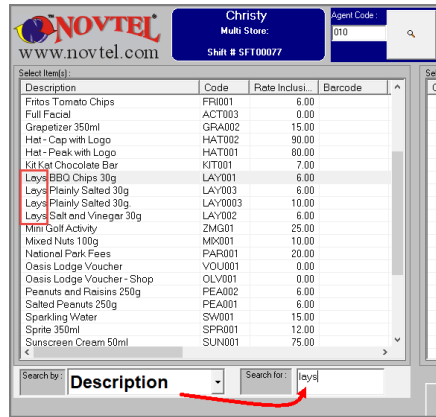 NOVTEL
www.novtel.com
Christy
Multi Store:
Shift # SFT00077
Agent Code :
010
Select Item(s) :
Description Code Rate Inclusi... Barcode
Fritos Tomato Chips FRI001 6.00
Full Facial ACT003 0.00
Grapetizer 350ml GRA002 15.00
Hat - Cap with Logo HAT002 90.00
Hat - Peak with Logo HAT001 80.00
Kit Kat Chocolate Bar KIT001 7.00
Lays BBQ Chips 30g LAY001 6.00
Lays Plainly Salted 30g LAY003 6.00
Lays Plainly Salted 30g. LAY0003 10.00
Lays Salt and Vinegar 30g LAY002 6.00
Mini Golf Activity ZMG01 25.00
Mixed Nuts 100g MIX001 10.00
National Park Fees PAR001 20.00
Oasis Lodge Voucher VOU001 0.00
Oasis Lodge Voucher - Shop OLV001 0.00
Peanuts and Raisins 250g PEA002 6.00
Salted Peanuts 250g PEA001 6.00
Sparkling Water SW001 15.00
Sprite 350ml SPR001 12.00
Sunscreen Cream 50ml SUN001 75.00
Search by : Description Search for : lays